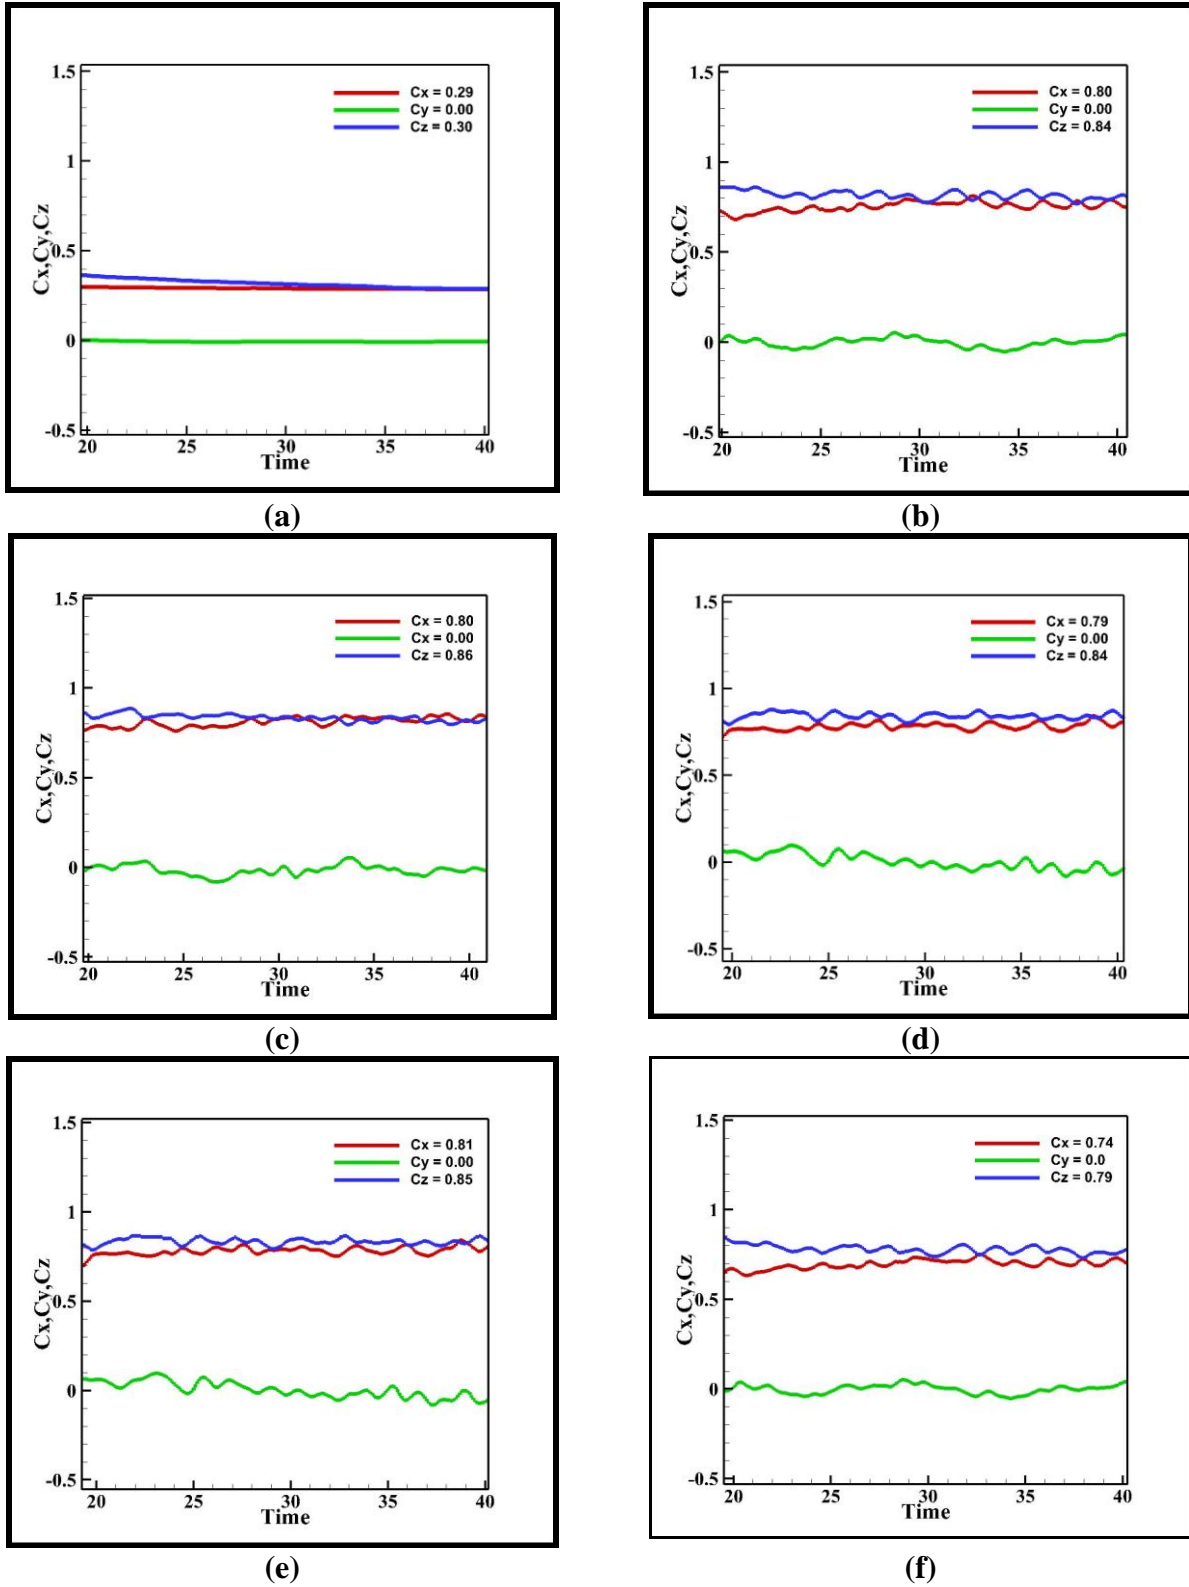 1.5
1
0.5
0
-0.5
Cx,Cy,Cz
Cx = 0.29
Cy = 0.00
Cz = 0.30
20 25 30 35 40
Time
(a)
1.5
1
0.5
0
-0.5
Cx,Cy,Cz
Cx = 0.80
Cy = 0.00
Cz = 0.84
20 25 30 35 40
Time
(b)
1.5
1
0.5
0
-0.5
Cx,Cy,Cz
Cx = 0.80
Cx = 0.00
Cz = 0.86
20 25 30 35 40
Time
(c)
1.5
1
0.5
0
-0.5
Cx,Cy,Cz
Cx = 0.79
Cy = 0.00
Cz = 0.84
20 25 30 35 40
Time
(d)
1.5
1
0.5
0
-0.5
Cx,Cy,Cz
Cx = 0.81
Cy = 0.00
Cz = 0.85
20 25 30 35 40
Time
(e)
1.5
1
0.5
0
-0.5
Cx,Cy,Cz
Cx = 0.74
Cy = 0.0
Cz = 0.79
20 25 30 35 40
Time
(f)